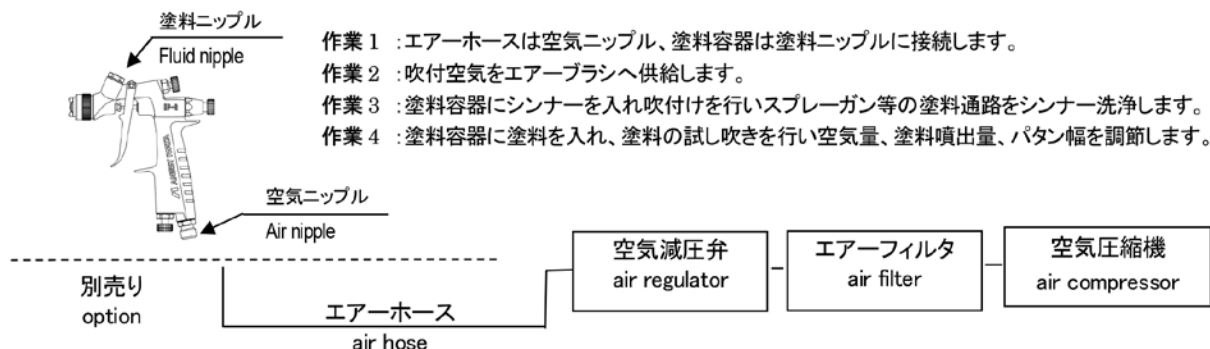 塗料ニップル
Fluid nipple
作業1 :エアーホースは空気ニップル、塗料容器は塗料ニップルに接続します。
作業2 :吹付空気をエアーブラシへ供給します。
作業3 :塗料容器にシンナーを入れ吹付けを行いスプレーガン等の塗料通路をシンナー洗浄します。
作業4 :塗料容器に塗料を入れ、塗料の試し吹きを行い空気量、塗料噴出量、パタン幅を調節します。
空気ニップル
Air nipple
空気減圧弁
air regulator
エアーフィルタ
air filter
空気圧縮機
air compressor
別売り
option
エアーホース
air hose